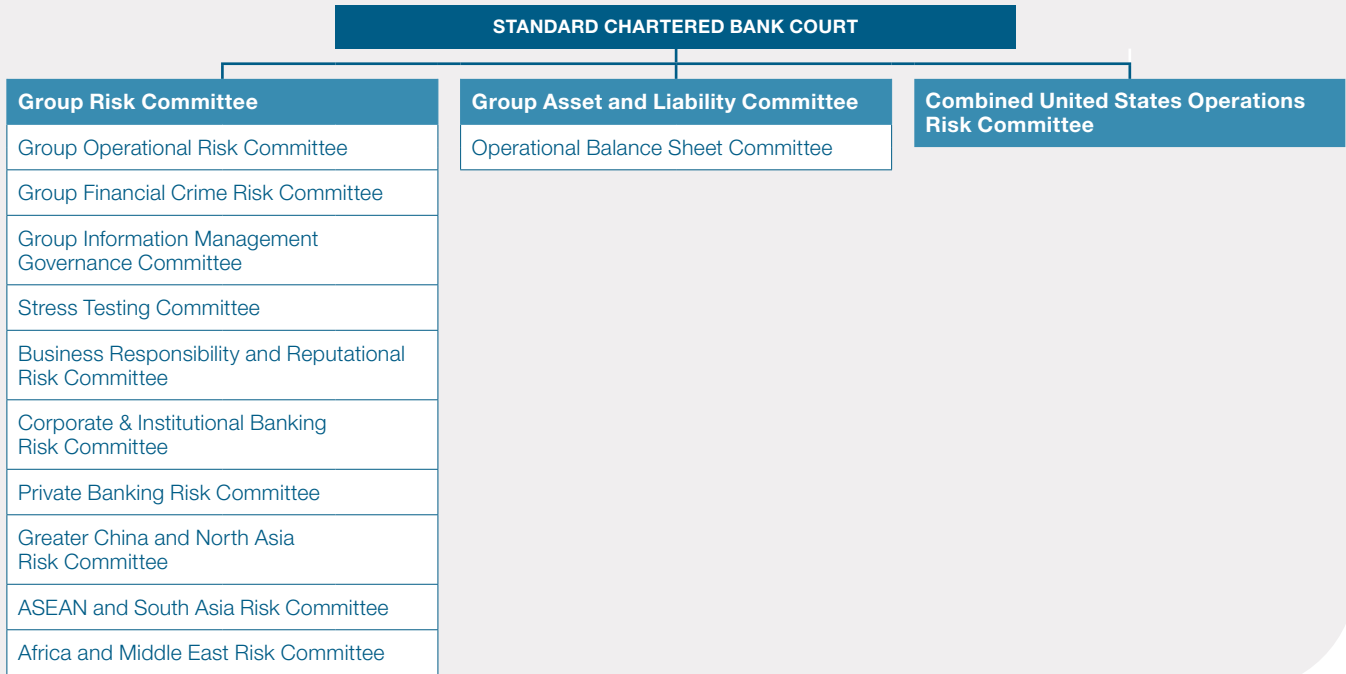 STANDARD CHARTERED BANK COURT
Group Risk Committee
Group Operational Risk Committee
Group Financial Crime Risk Committee
Group Information Management
Governance Committee
Stress Testing Committee
Business Responsibility and Reputational
Risk Committee
Corporate & Institutional Banking
Risk Committee
Private Banking Risk Committee
Greater China and North Asia
Risk Committee
ASEAN and South Asia Risk Committee
Africa and Middle East Risk Committee
Group Asset and Liability Committee
Operational Balance Sheet Committee
Combined United States Operations
Risk Committee